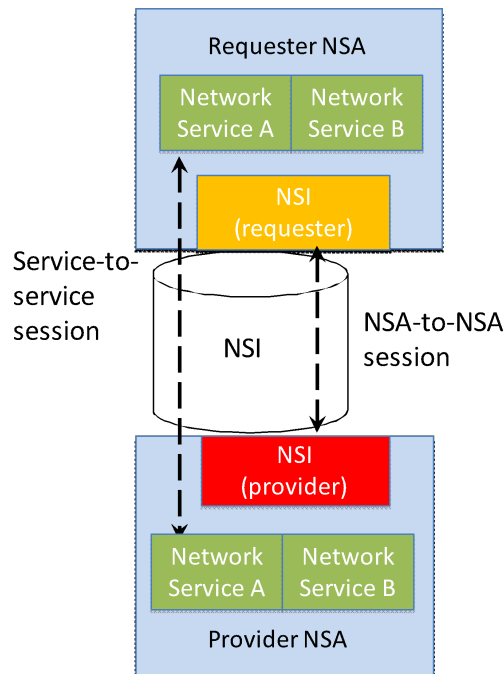 Requester NSA
Network Network
Service A Service B
NSI
(requester)
Service-to-
service
session
NSI
NSA-to-NSA
session
NSI
(provider)
Network Network
Service A Service B
Provider NSA